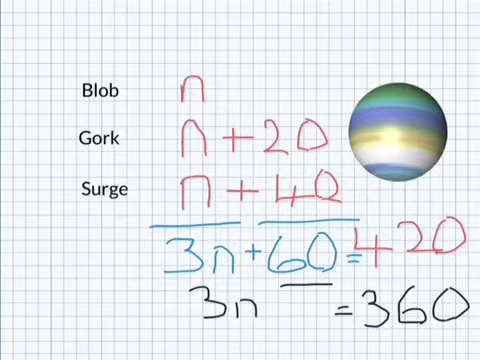 Blob n
Gork n + 20
Surge n + 40
3n + 60 = 420
3n = 360